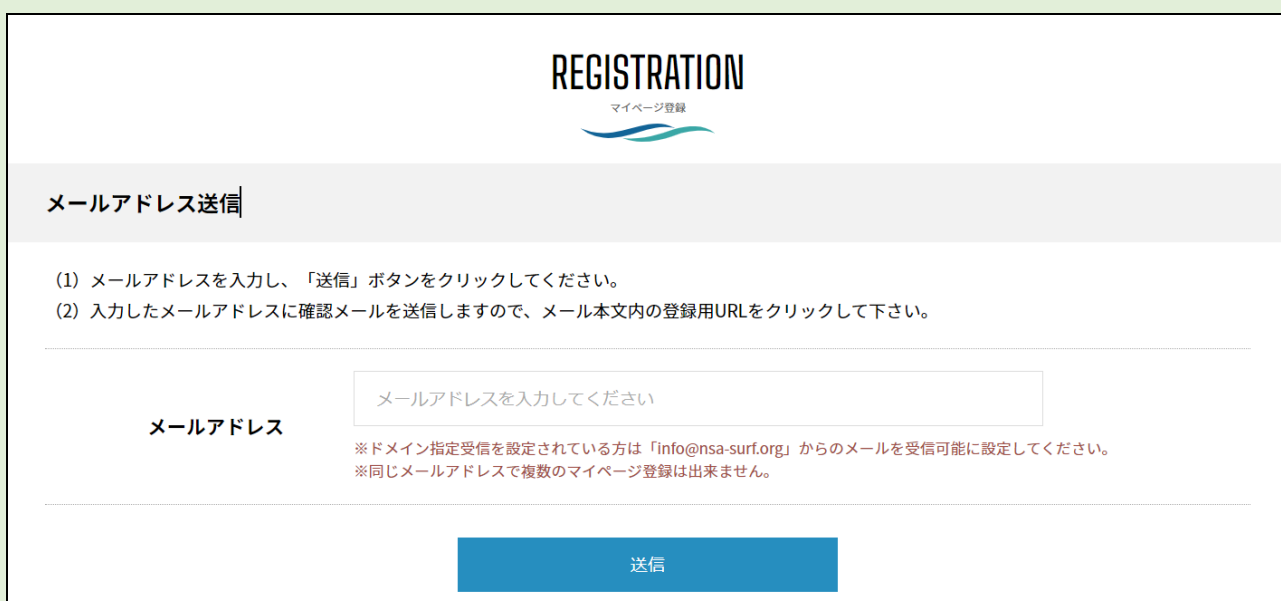 REGISTRATION
マイページ登録
メールアドレス送信
（1）メールアドレスを入力し、「送信」ボタンをクリックしてください。
（2）入力したメールアドレスに確認メールを送信しますので、メール本文内の登録用URLをクリックして下さい。
メールアドレスを入力してください
メールアドレス
※ドメイン指定受信を設定されている方は「info@nsa-surf.org」からのメールを受信可能に設定してください。
※同じメールアドレスで複数のマイページ登録は出来ません。
送信